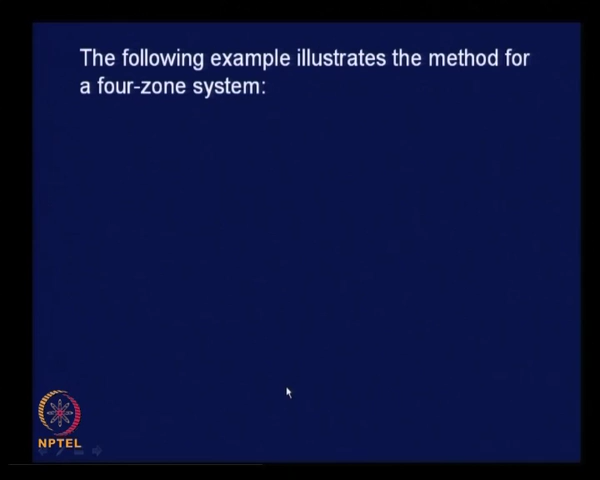 The following example illustrates the method for
a four-zone system:
NPTEL